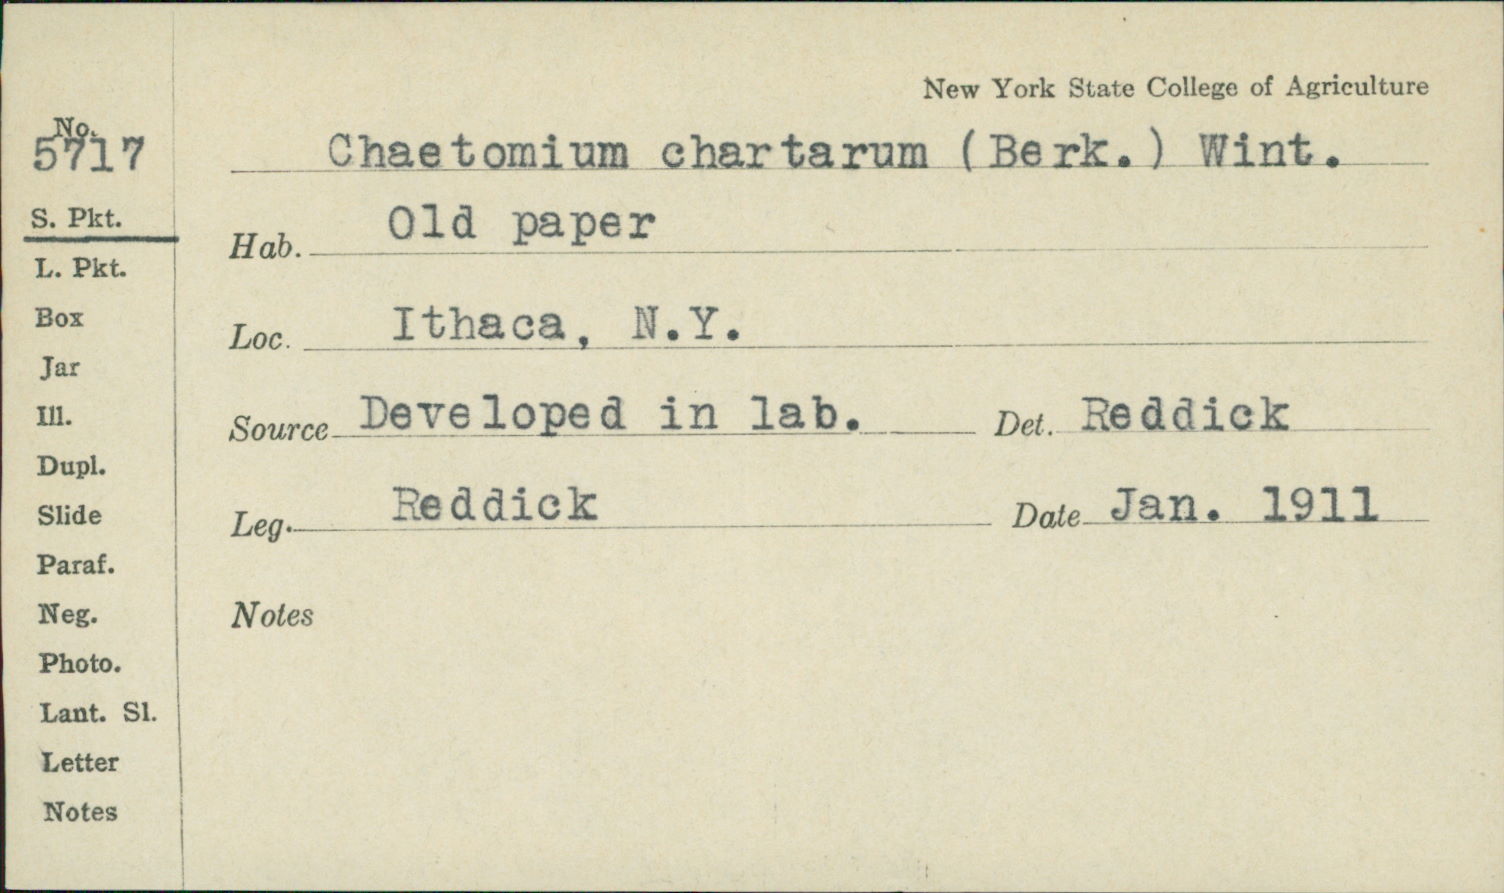 New York State College of Agriculture
No.
5717
Chaetomium chartarum (Berk.) Wint.
S. Pkt.
Hab. Old paper
L. Pkt.
Box
Loc. Ithaca, N.Y.
Jar
Ill.
Source Developed in lab. Det. Reddick
Dupl.
Slide
Leg. Reddick Date Jan. 1911
Paraf.
Neg.
Notes
Photo.
Lant. Sl.
Letter
Notes